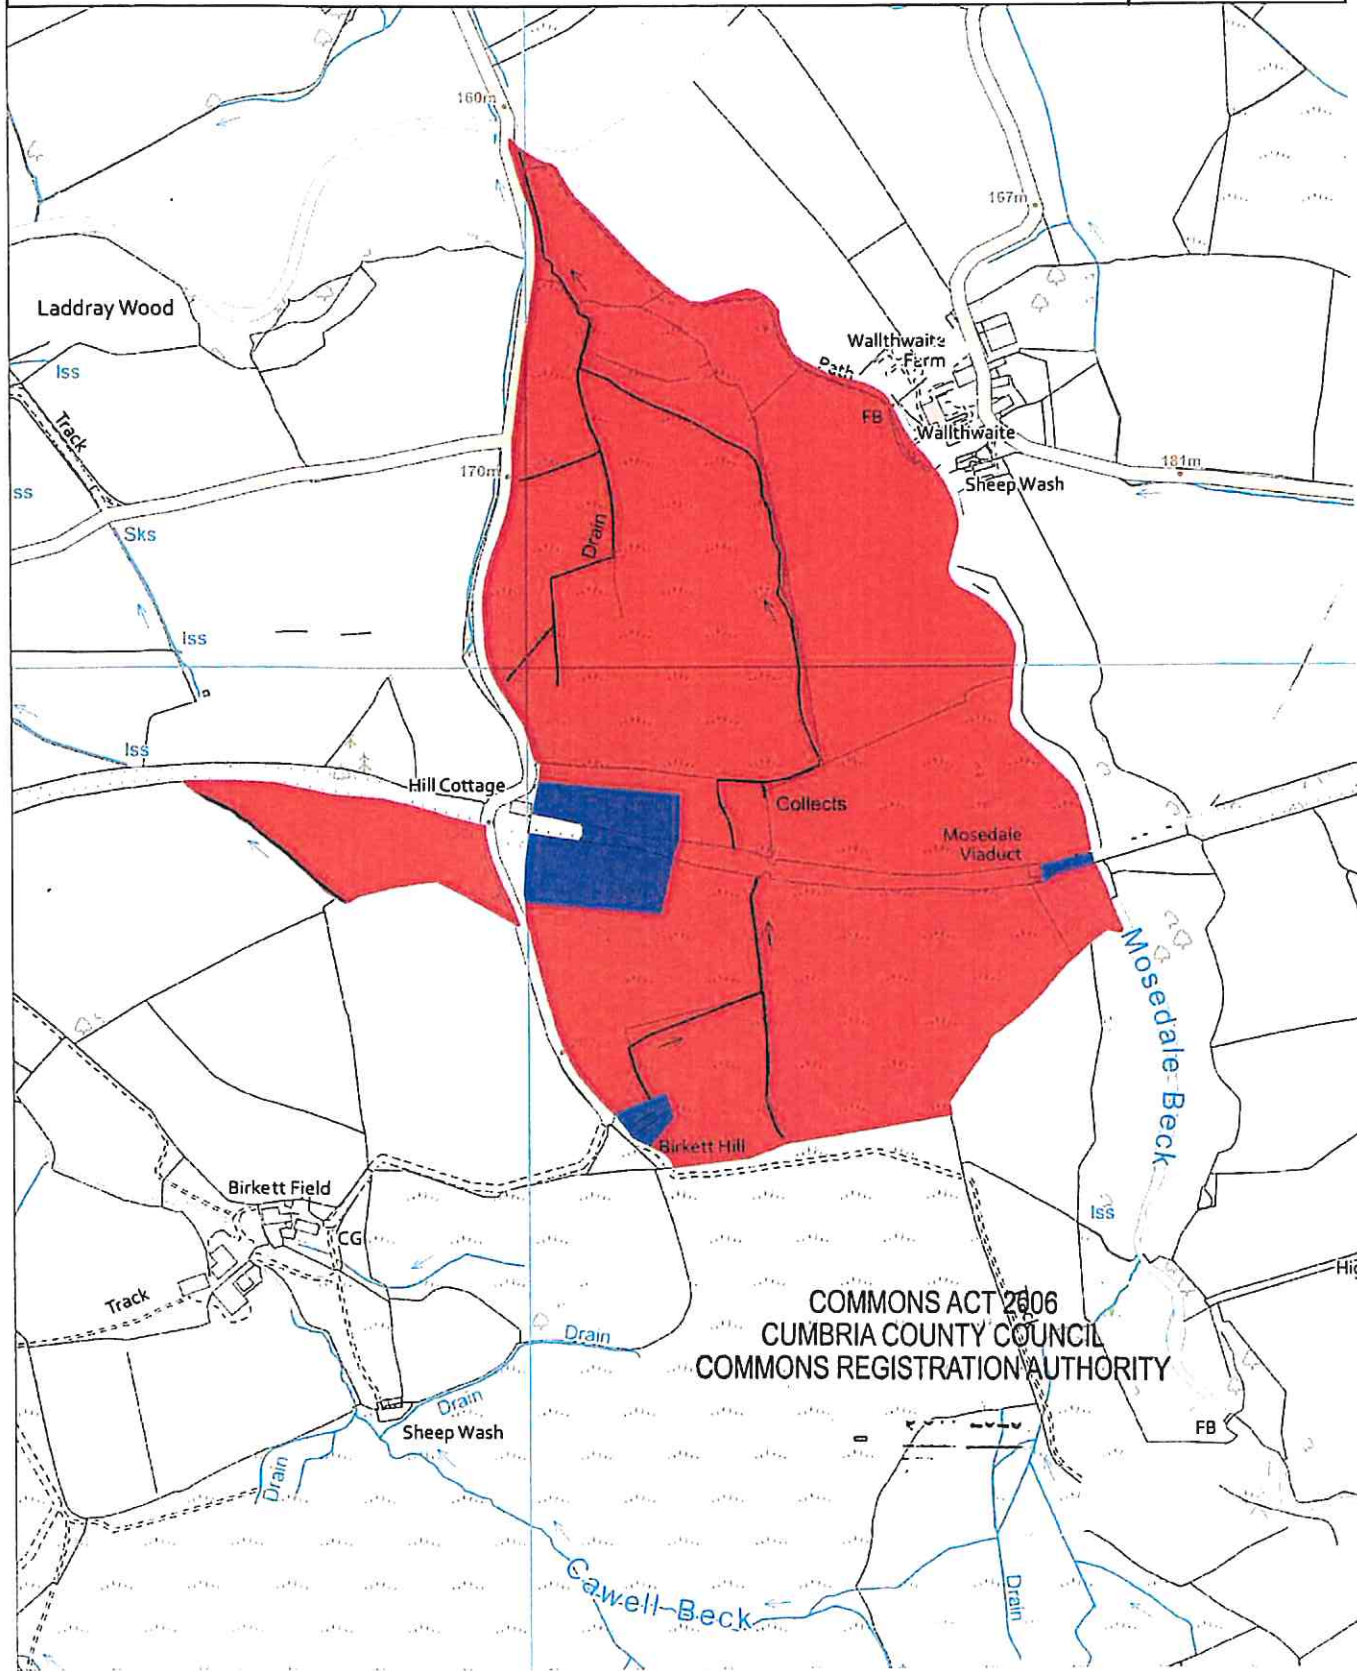 160m
167m
Laddray Wood
Wallthwaite
Farm
Path
Iss
FB
Track
Wallthwaite
170m
181m
Sheep Wash
ss
Sks
Drain
Iss
Iss
Hill Cottage
Collects
Mosedale
Viaduct
Mosedale Beck
Birkett Hill
Birkett Field
CG
Iss
Track
Hig
COMMONS ACT 2006
CUMBRIA COUNTY COUNCIL
COMMONS REGISTRATION AUTHORITY
Drain
Drain
Sheep Wash
FB
Drain
Cawell Beck
Drain